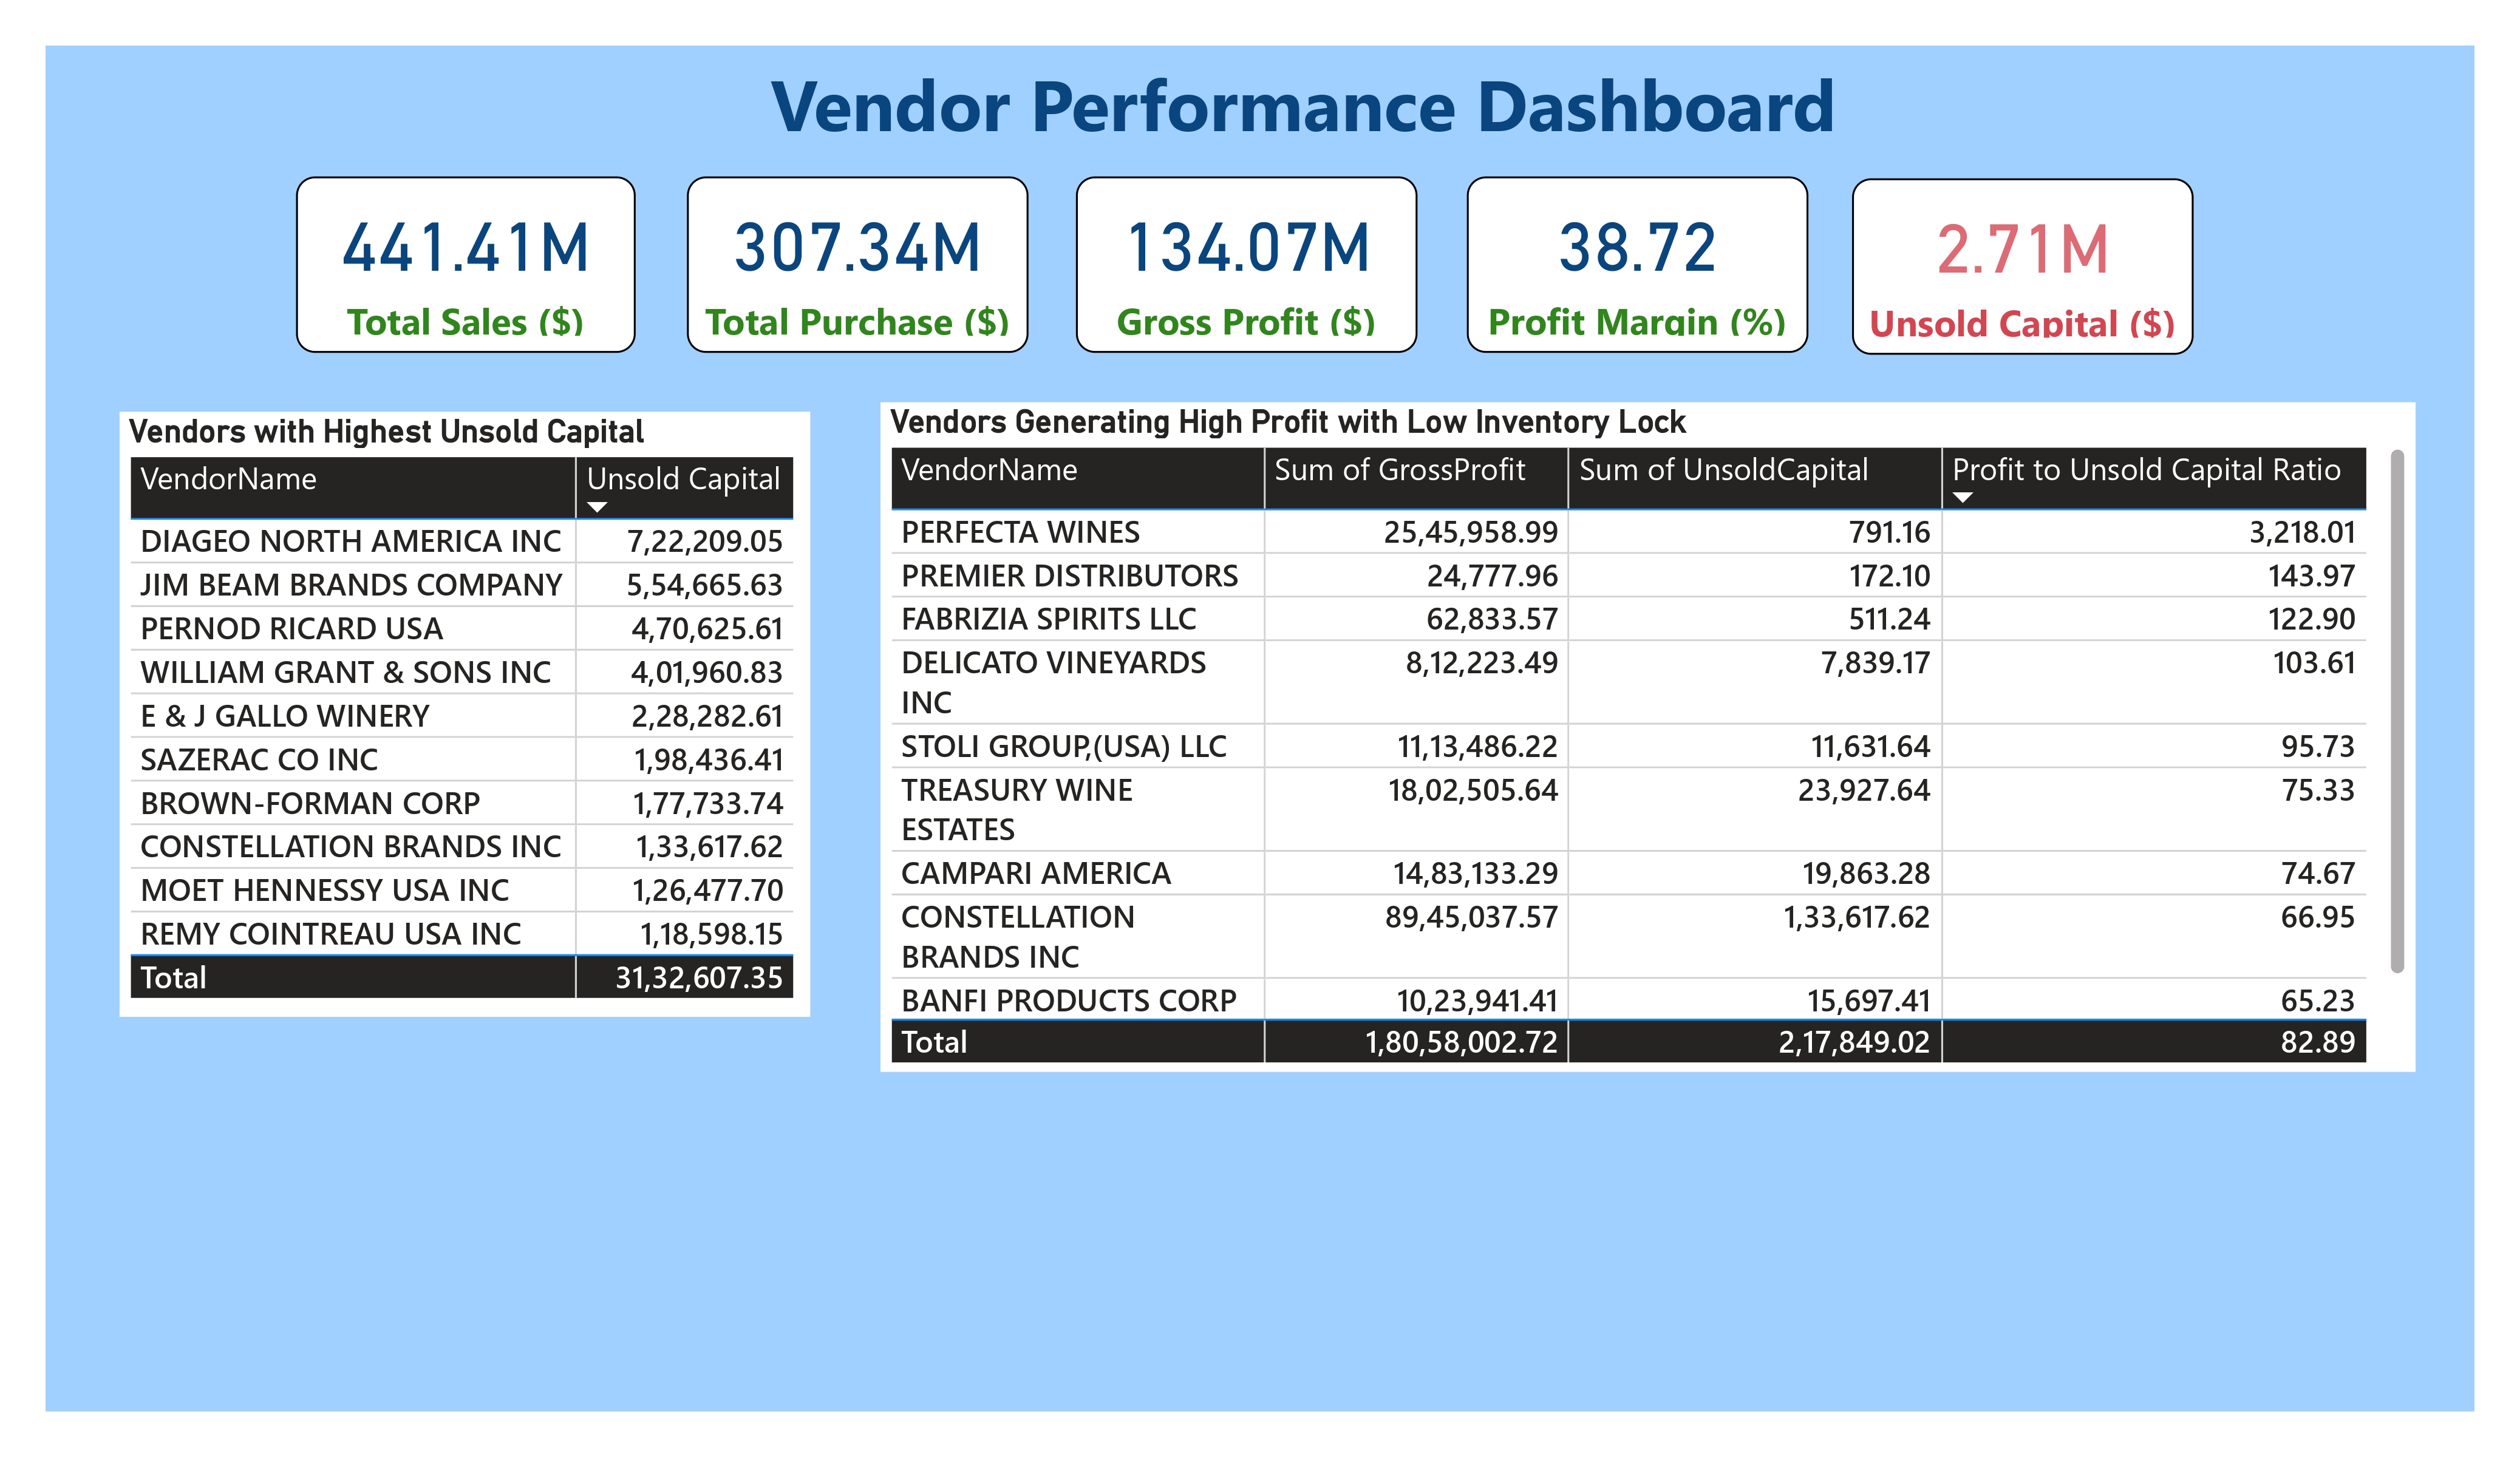 Vendor Performance Dashboard
441.41M
Total Sales ($)
307.34M
Total Purchase ($)
134.07M
Gross Profit ($)
38.72
Profit Margin (%)
2.71M
Unsold Capital ($)
Vendors with Highest Unsold Capital
VendorName Unsold Capital
DIAGEO NORTH AMERICA INC 7,22,209.05
JIM BEAM BRANDS COMPANY 5,54,665.63
PERNOD RICARD USA 4,70,625.61
WILLIAM GRANT & SONS INC 4,01,960.83
E & J GALLO WINERY 2,28,282.61
SAZERAC CO INC 1,98,436.41
BROWN-FORMAN CORP 1,77,733.74
CONSTELLATION BRANDS INC 1,33,617.62
MOET HENNESSY USA INC 1,26,477.70
REMY COINTREAU USA INC 1,18,598.15
Total 31,32,607.35
Vendors Generating High Profit with Low Inventory Lock
VendorName Sum of GrossProfit Sum of UnsoldCapital Profit to Unsold Capital Ratio
PERFECTA WINES 25,45,958.99 791.16 3,218.01
PREMIER DISTRIBUTORS 24,777.96 172.10 143.97
FABRIZIA SPIRITS LLC 62,833.57 511.24 122.90
DELICATO VINEYARDS 8,12,223.49 7,839.17 103.61
INC
STOLI GROUP,(USA) LLC 11,13,486.22 11,631.64 95.73
TREASURY WINE 18,02,505.64 23,927.64 75.33
ESTATES
CAMPARI AMERICA 14,83,133.29 19,863.28 74.67
CONSTELLATION 89,45,037.57 1,33,617.62 66.95
BRANDS INC
BANFI PRODUCTS CORP 10,23,941.41 15,697.41 65.23
Total 1,80,58,002.72 2,17,849.02 82.89